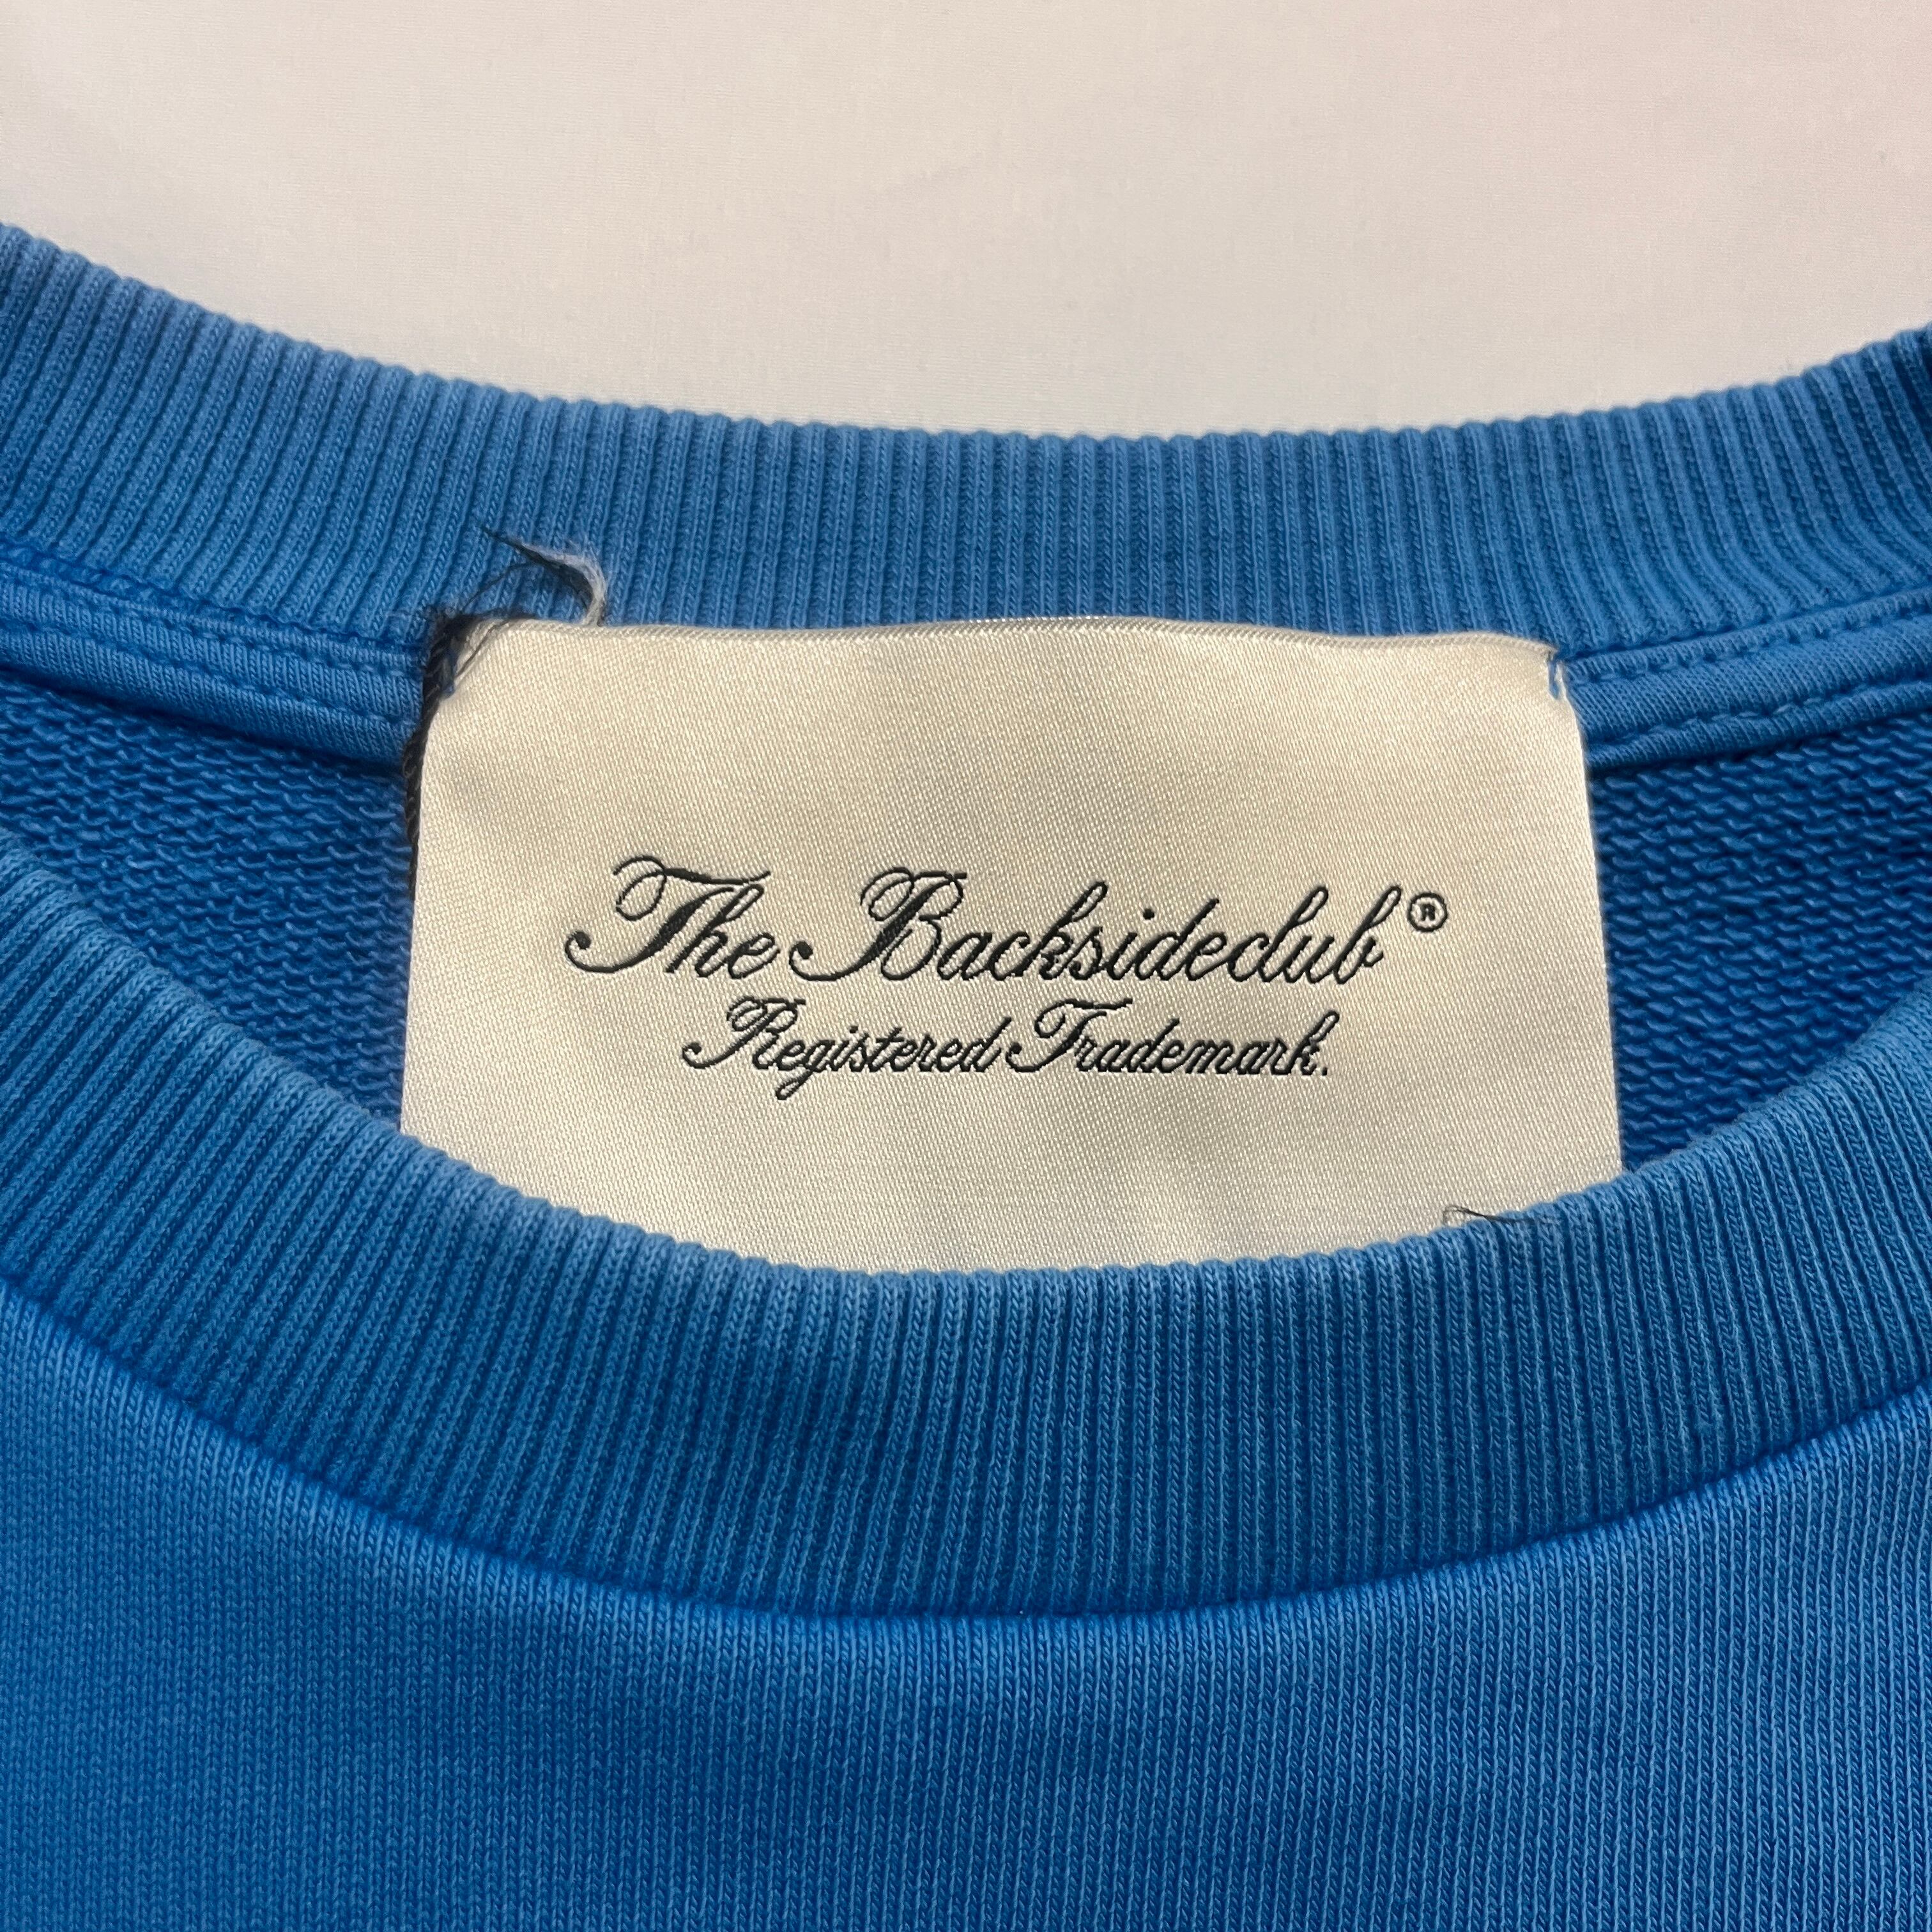 The Backsideclub®
Registered Trademark.